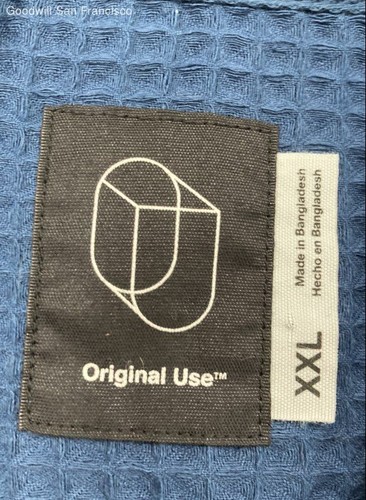 Goodwill San Francisco
Original Use™
Made in Bangladesh
Hecho en Bangladesh
XXL